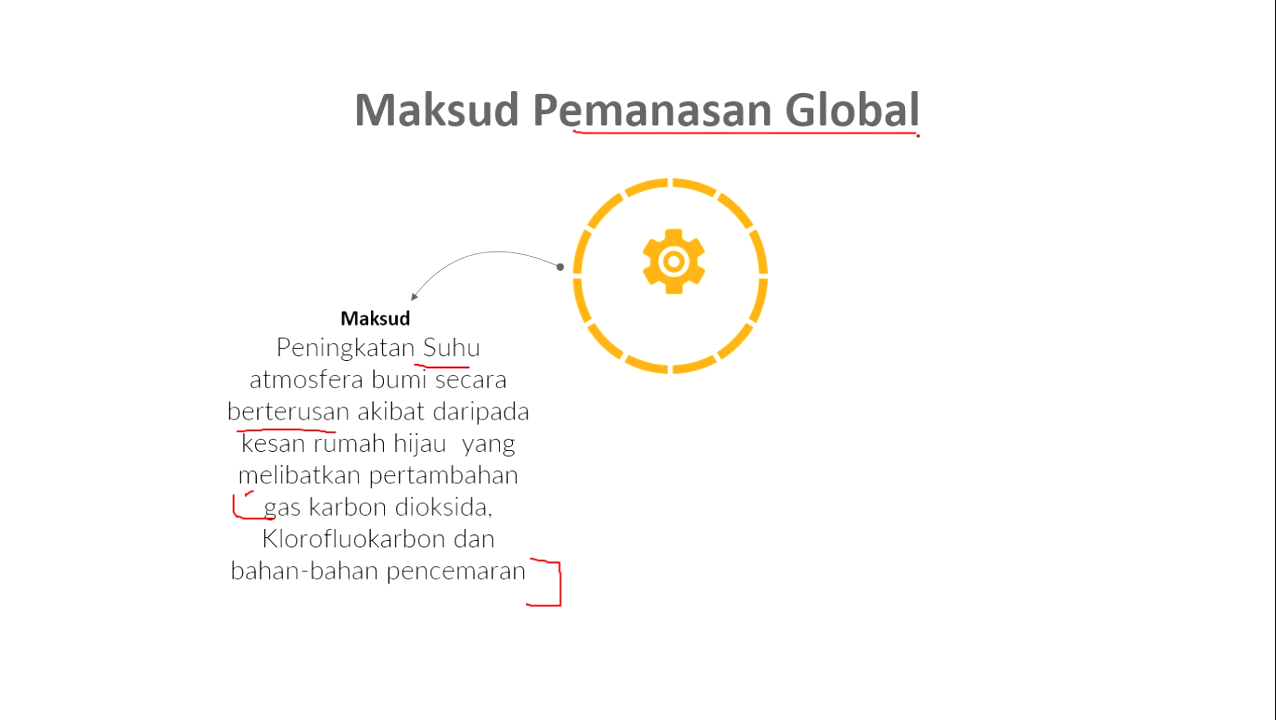 Maksud Pemanasan Global
Maksud
Peningkatan Suhu
atmosfera bumi secara
berterusan akibat daripada
kesan rumah hijau yang
melibatkan pertambahan
gas karbon dioksida,
Klorofluokarbon dan
bahan-bahan pencemaran